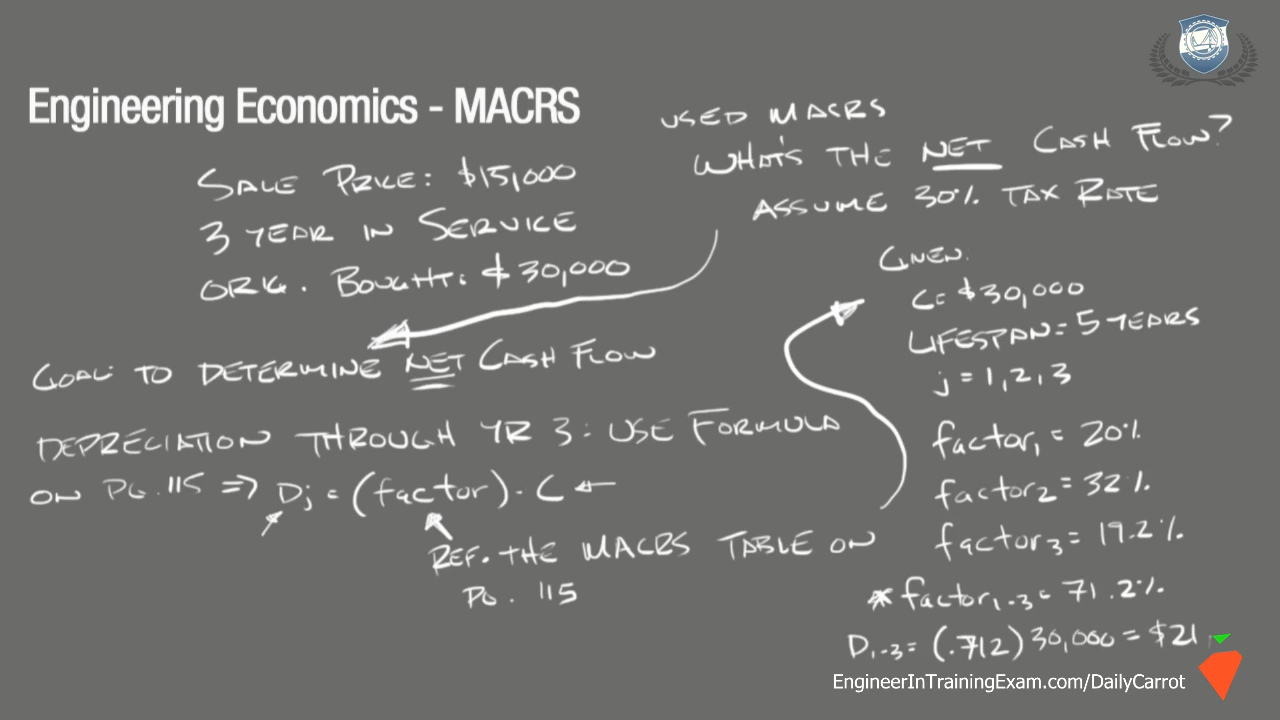 Engineering Economics - MACRS
SALE PRICE: $15,000
3 YEAR IN SERVICE
ORIG. BOUGHT: $30,000
USED MACRS
WHAT'S THE NET CASH FLOW?
ASSUME 30% TAX RATE
GOAL: TO DETERMINE NET CASH FLOW
DEPRECIATION THROUGH YR 3: USE FORMULA
ON PG. 115 ⇒ Dj = (factor) · C ←
REF. THE MACRS TABLE ON
PG. 115
GIVEN:
C= $30,000
LIFESPAN= 5 YEARS
j = 1, 2, 3
factor1 = 20%
factor2 = 32%
factor3 = 19.2%
* factor1-3 = 71.2%
D1-3 = (.712) 30,000 = $21,
EngineerInTrainingExam.com/DailyCarrot